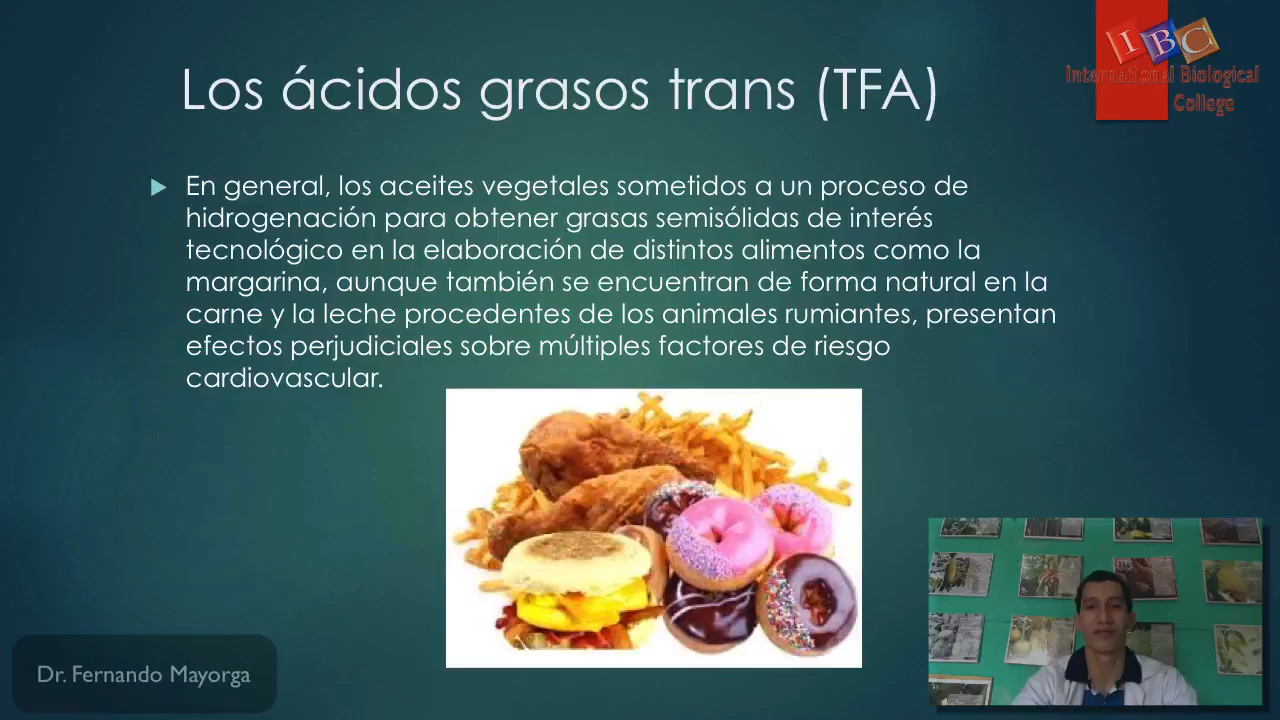 IBC
International Biological
College
Los ácidos grasos trans (TFA)
En general, los aceites vegetales sometidos a un proceso de
hidrogenación para obtener grasas semisólidas de interés
tecnológico en la elaboración de distintos alimentos como la
margarina, aunque también se encuentran de forma natural en la
carne y la leche procedentes de los animales rumiantes, presentan
efectos perjudiciales sobre múltiples factores de riesgo
cardiovascular.
Dr. Fernando Mayorga